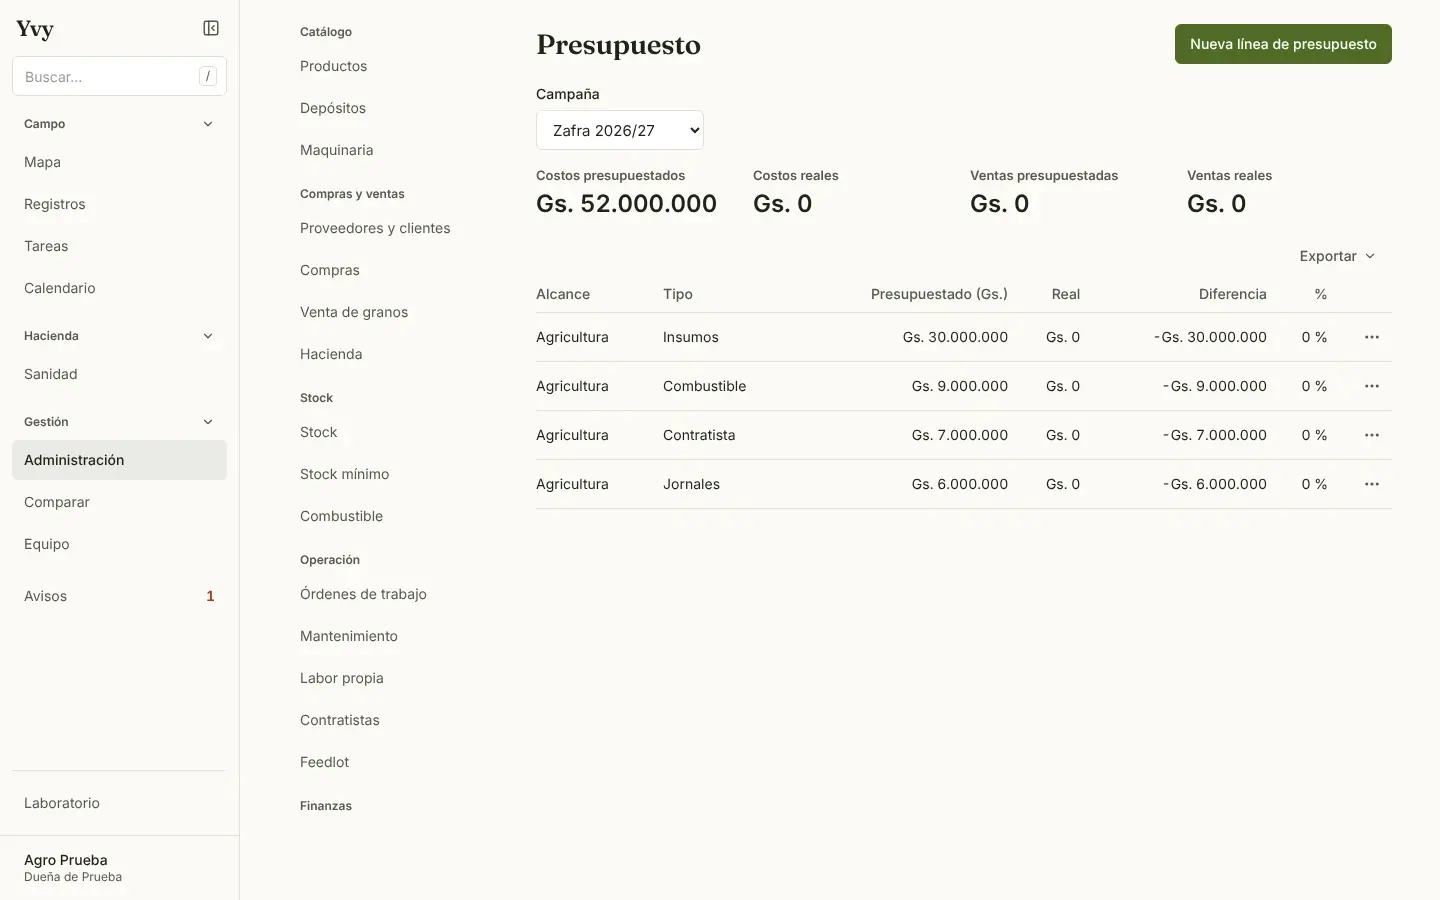 Yvy
Buscar... /
Campo
Mapa
Registros
Tareas
Calendario
Hacienda
Sanidad
Gestión
Administración
Comparar
Equipo
Avisos 1
Laboratorio
Agro Prueba
Dueña de Prueba
Catálogo
Productos
Depósitos
Maquinaria
Compras y ventas
Proveedores y clientes
Compras
Venta de granos
Hacienda
Stock
Stock
Stock mínimo
Combustible
Operación
Órdenes de trabajo
Mantenimiento
Labor propia
Contratistas
Feedlot
Finanzas
Presupuesto
Nueva línea de presupuesto
Campaña
Zafra 2026/27
Costos presupuestados Costos reales Ventas presupuestadas Ventas reales
Gs. 52.000.000 Gs. 0 Gs. 0 Gs. 0
Exportar
Alcance Tipo Presupuestado (Gs.) Real Diferencia %
Agricultura Insumos Gs. 30.000.000 Gs. 0 -Gs. 30.000.000 0 %
Agricultura Combustible Gs. 9.000.000 Gs. 0 -Gs. 9.000.000 0 %
Agricultura Contratista Gs. 7.000.000 Gs. 0 -Gs. 7.000.000 0 %
Agricultura Jornales Gs. 6.000.000 Gs. 0 -Gs. 6.000.000 0 %